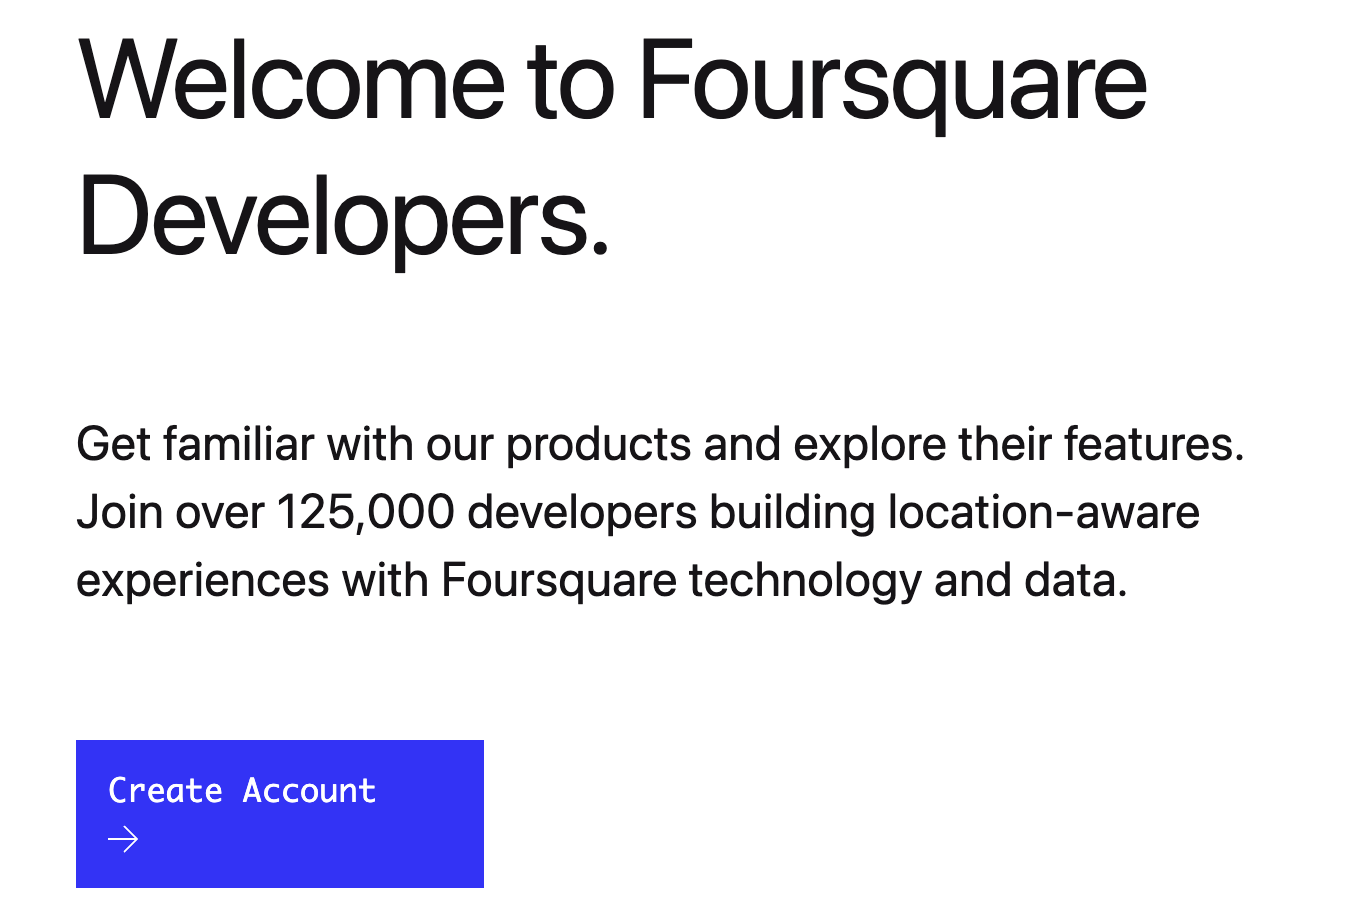 Welcome to Foursquare
Developers.
Get familiar with our products and explore their features.
Join over 125,000 developers building location-aware
experiences with Foursquare technology and data.
Create Account
→